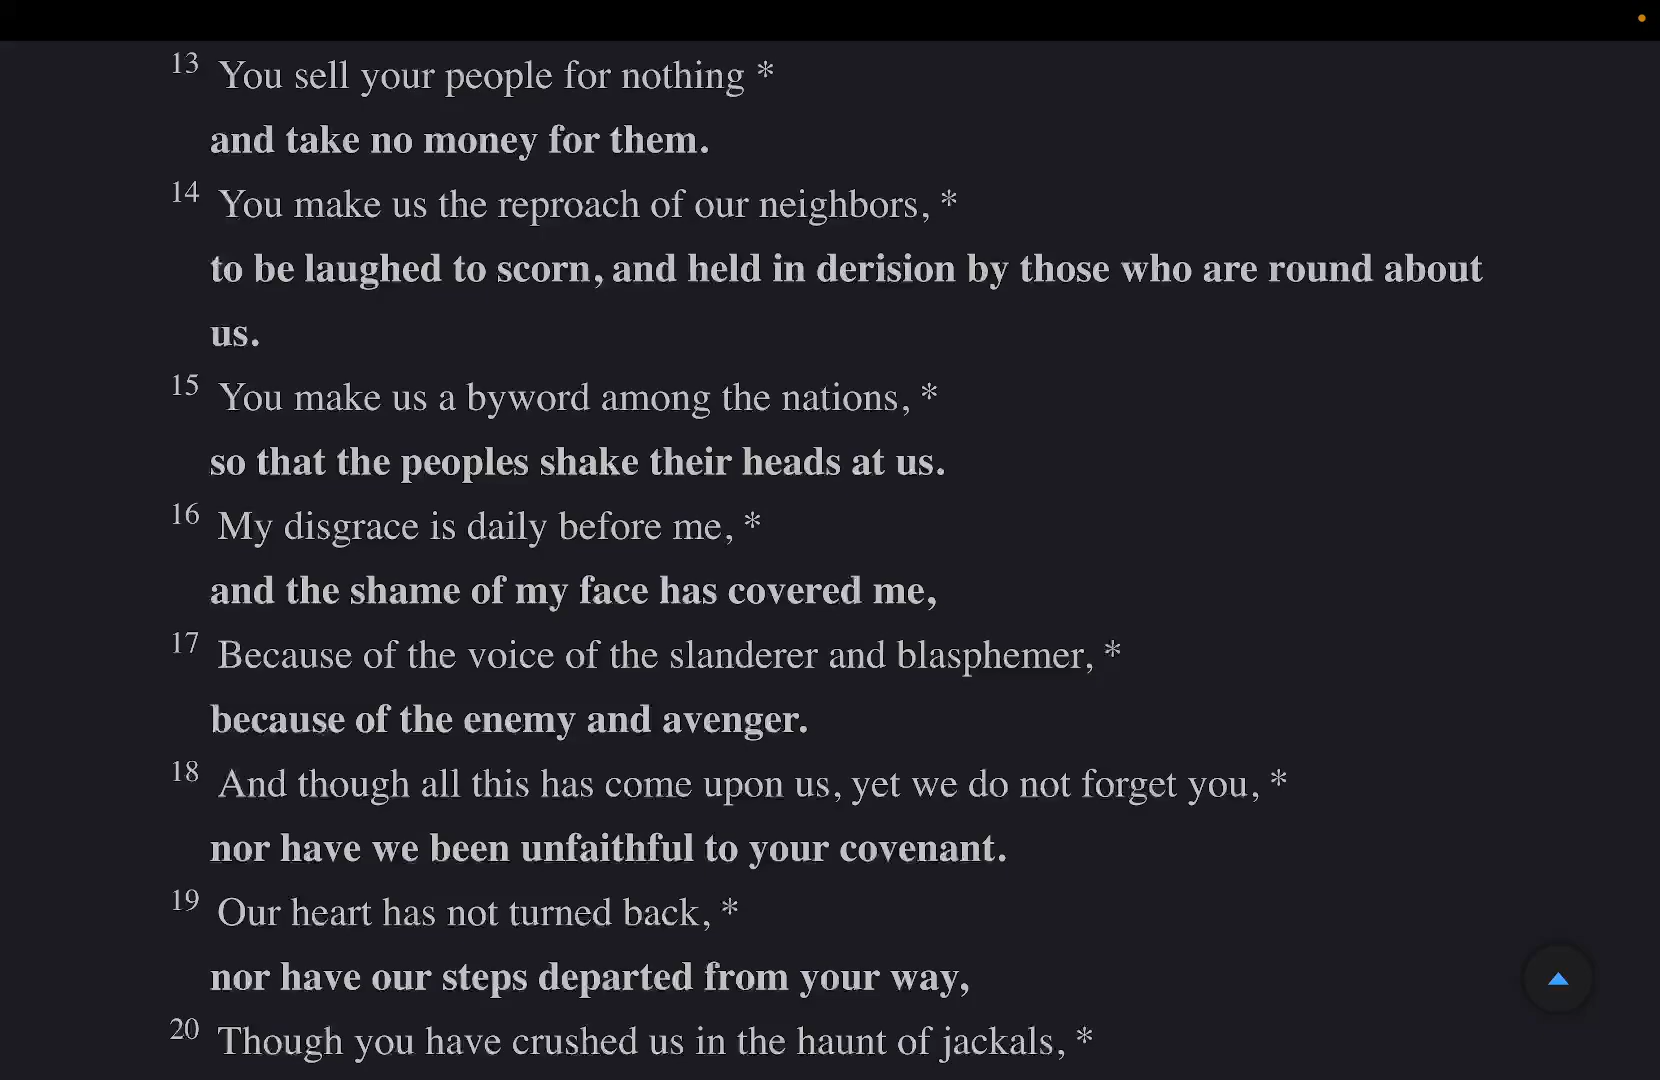 13 You sell your people for nothing *
and take no money for them.
14 You make us the reproach of our neighbors, *
to be laughed to scorn, and held in derision by those who are round about
us.
15 You make us a byword among the nations, *
so that the peoples shake their heads at us.
16 My disgrace is daily before me, *
and the shame of my face has covered me,
17 Because of the voice of the slanderer and blasphemer, *
because of the enemy and avenger.
18 And though all this has come upon us, yet we do not forget you, *
nor have we been unfaithful to your covenant.
19 Our heart has not turned back, *
nor have our steps departed from your way,
20 Though you have crushed us in the haunt of jackals, *